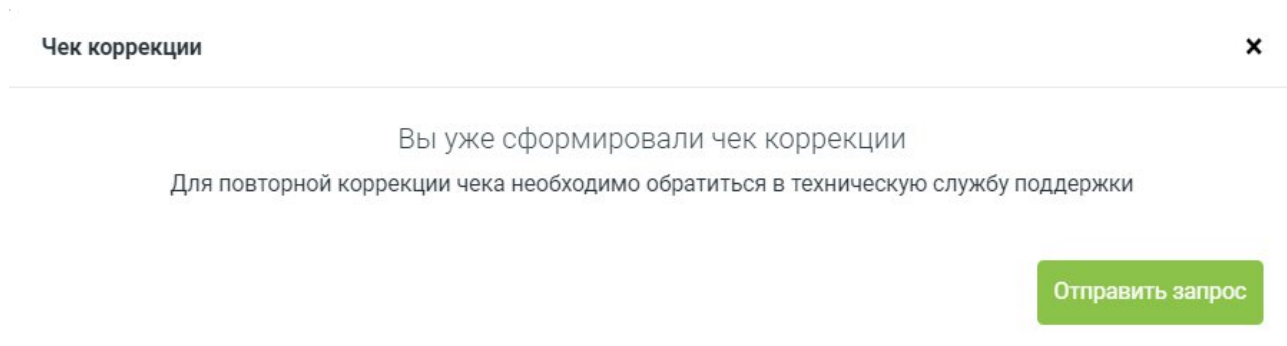 Чек коррекции
×
Вы уже сформировали чек коррекции
Для повторной коррекции чека необходимо обратиться в техническую службу поддержки
Отправить запрос